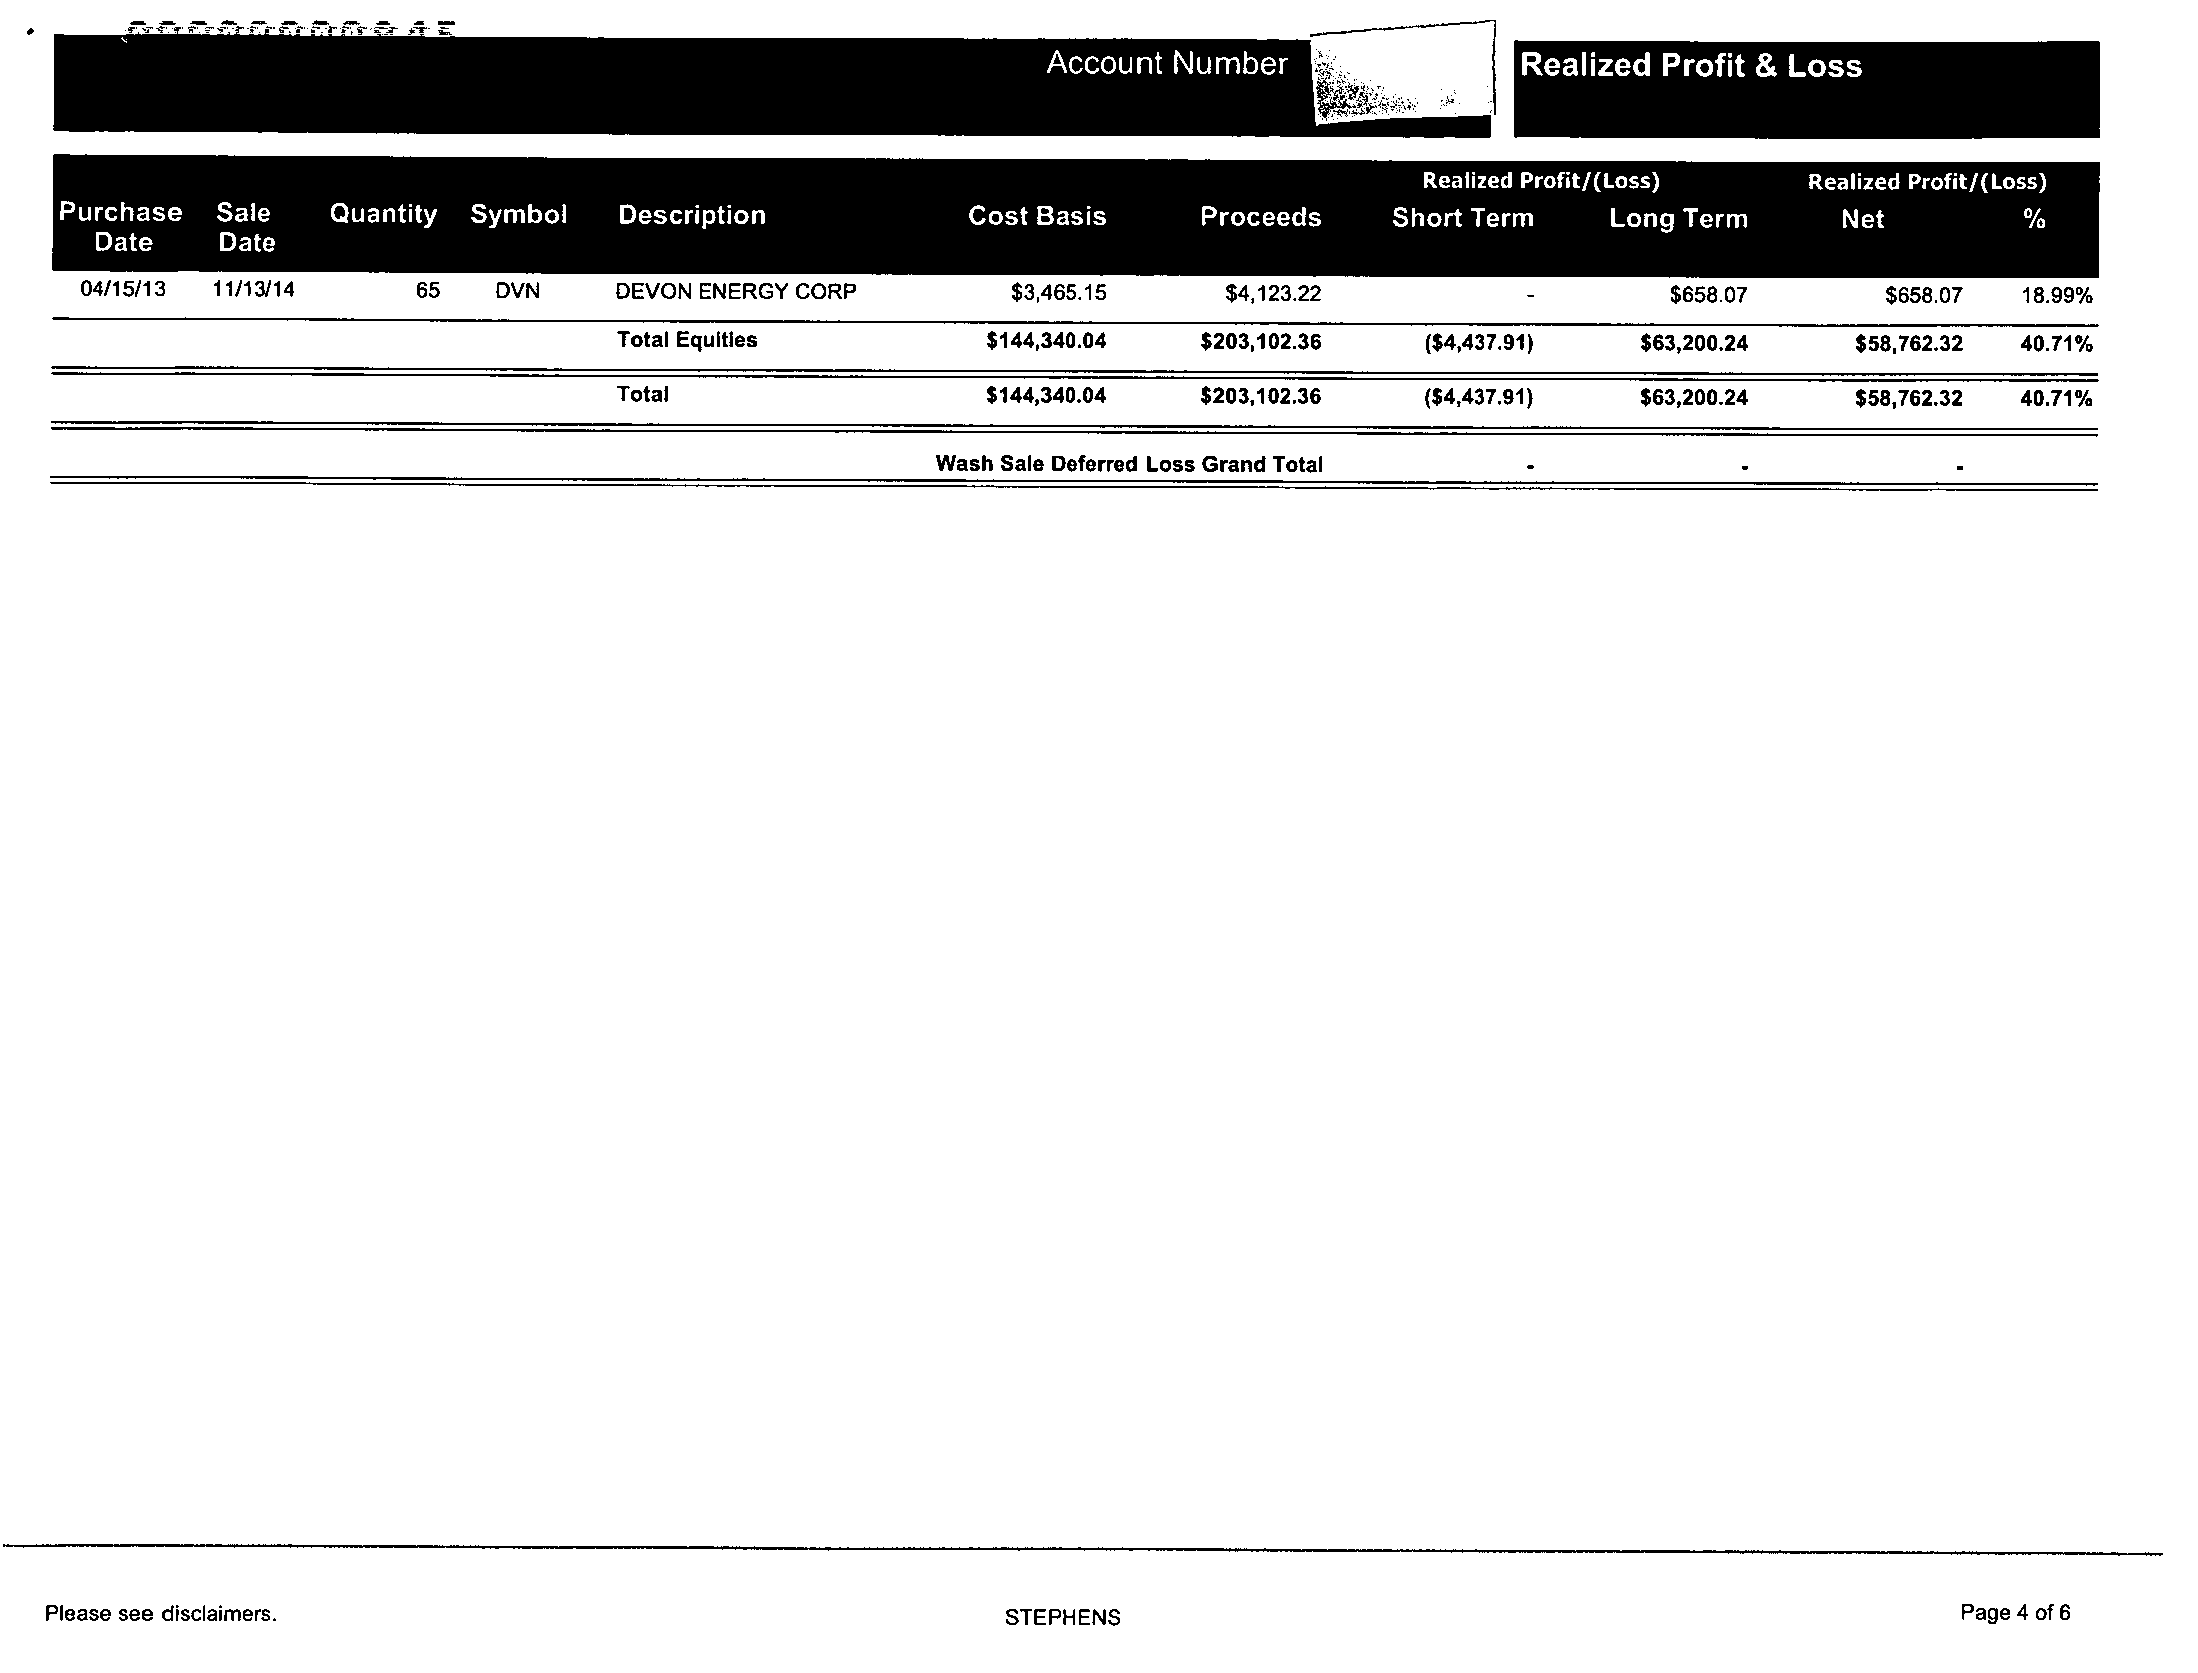 Account Number Realized Profit & Loss
Realized Profit/(Loss) Realized Profit/(Loss)
Purchase Date Sale Date Quantity Symbol Description Cost Basis Proceeds Short Term Long Term Net %
04/15/13 11/13/14 65 DVN DEVON ENERGY CORP $3,465.15 $4,123.22 - $658.07 $658.07 18.99%
Total Equities $144,340.04 $203,102.36 ($4,437.91) $63,200.24 $58,762.32 40.71%
Total $144,340.04 $203,102.36 ($4,437.91) $63,200.24 $58,762.32 40.71%
Wash Sale Deferred Loss Grand Total - - -
Please see disclaimers. STEPHENS Page 4 of 6